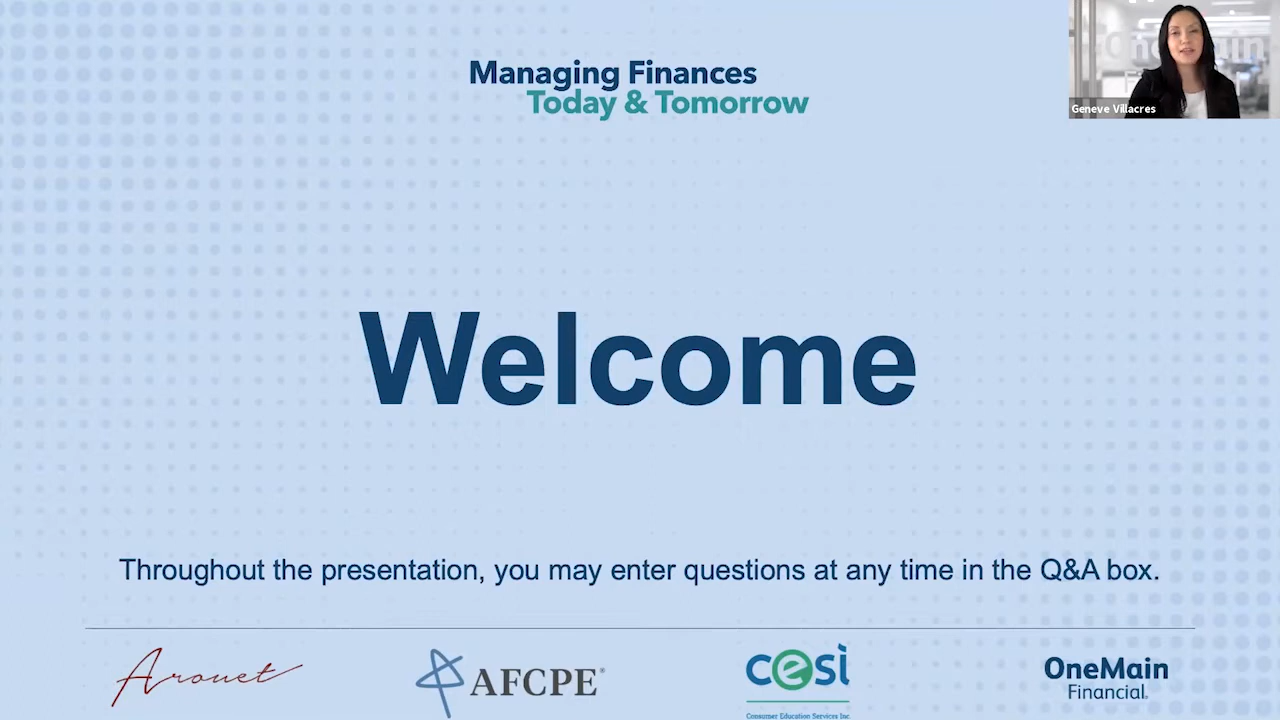 Managing Finances
Today & Tomorrow
OneMain
Geneve Villacres
Welcome
Throughout the presentation, you may enter questions at any time in the Q&A box.
Arouet
AFCPE®
cesi
Consumer Education Services Inc
OneMain
Financial